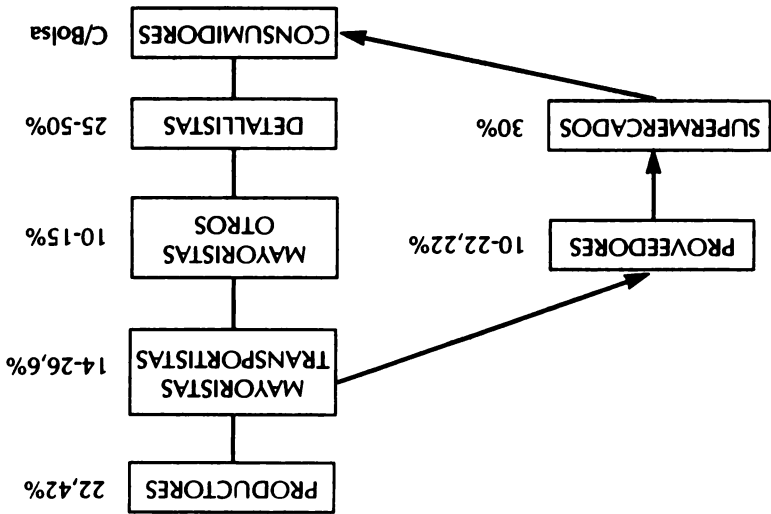 PRODUCTORES 22,42%
MAYORISTAS
TRANSPORTISTAS
14-26,6%
PROVEEDORES 10-22,22%
MAYORISTAS
OTROS
10-15%
SUPERMERCADOS 30%
DETALLISTAS 25-50%
CONSUMIDORES C/Bolsa